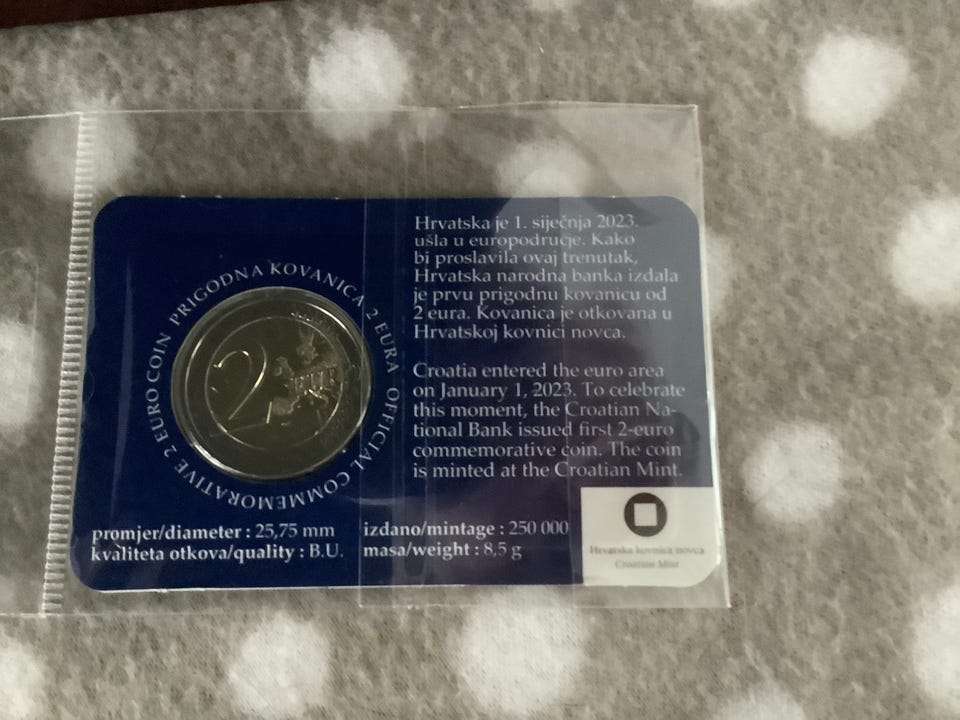 PRIGODNA KOVANICA 2 EURA OFFICIAL COMMEMORATIVE 2 EURO COIN
2
EURO
Hrvatska je 1. siječnja 2023.
ušla u europodručje. Kako
bi proslavila ovaj trenutak,
Hrvatska narodna banka izdala
je prvu prigodnu kovanicu od
2 eura. Kovanica je otkovana u
Hrvatskoj kovnici novca.
Croatia entered the euro area
on January 1, 2023. To celebrate
this moment, the Croatian Na-
tional Bank issued first 2-euro
commemorative coin. The coin
is minted at the Croatian Mint.
promjer/diameter : 25,75 mm
kvaliteta otkova/quality : B.U.
izdano/mintage : 250 000
masa/weight : 8,5 g
Hrvatska kovnica novca
Croatian Mint